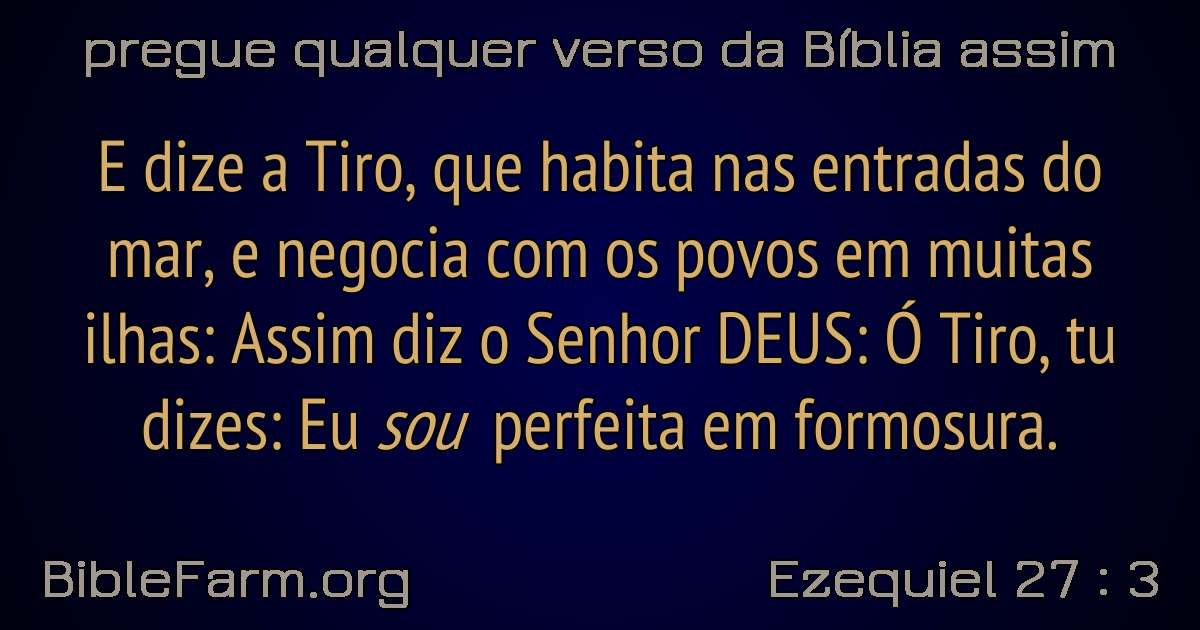 pregue qualquer verso da Bíblia assim
E dize a Tiro, que habita nas entradas do
mar, e negocia com os povos em muitas
ilhas: Assim diz o Senhor DEUS: Ó Tiro, tu
dizes: Eu sou perfeita em formosura.
BibleFarm.org
Ezequiel 27 : 3